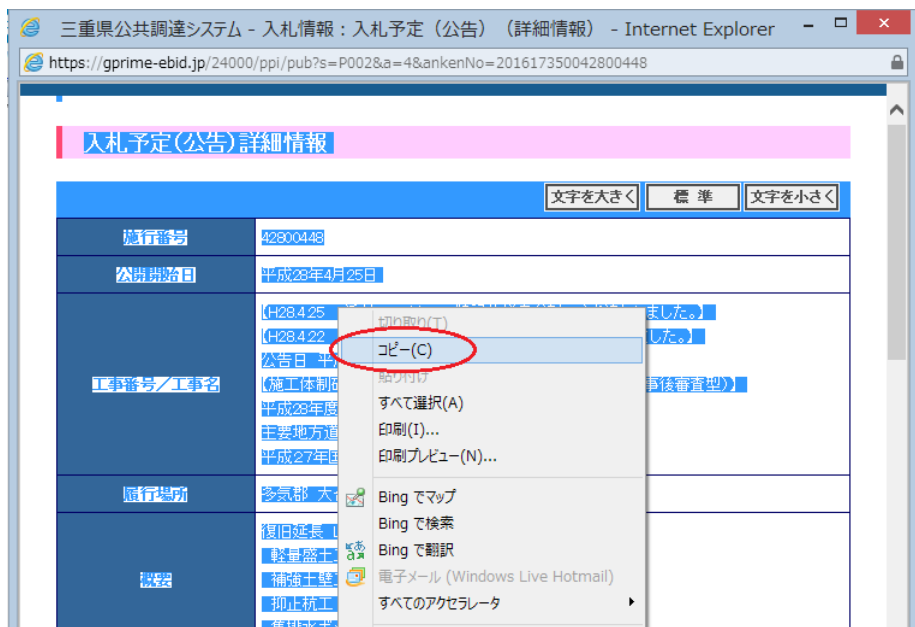 三重県公共調達システム - 入札情報：入札予定（公告）（詳細情報） - Internet Explorer
https://gprime-ebid.jp/24000/ppi/pub?s=P002&a=4&ankenNo=201617350042800448
入札予定(公告)詳細情報
文字を大きく 標準 文字を小さく
施行番号 42800448
公開開始日 平成28年4月25日
工事番号／工事名
【H28.4.25 ました。】
【H28.4.22 した。】
公告日 平
【施工体制 事後審査型)】
平成28年度
主要地方道
平成27年
履行場所 多気郡 大
概要
復旧延長 L
軽量盛土
補強土壁
抑止杭工
集排水ボ
切り取り(T)
コピー(C)
貼り付け
すべて選択(A)
印刷(I)...
印刷プレビュー(N)...
Bing でマップ
Bing で検索
Bing で翻訳
電子メール (Windows Live Hotmail)
すべてのアクセラレータ